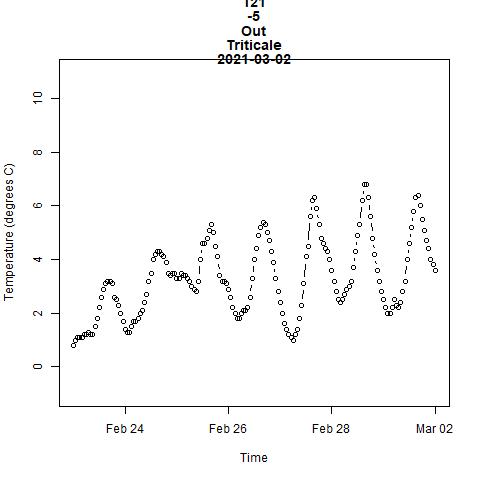 121
-5
Out
Triticale
2021-03-02
Temperature (degrees C)
10
8
6
4
2
0
Feb 24
Feb 26
Feb 28
Mar 02
Time